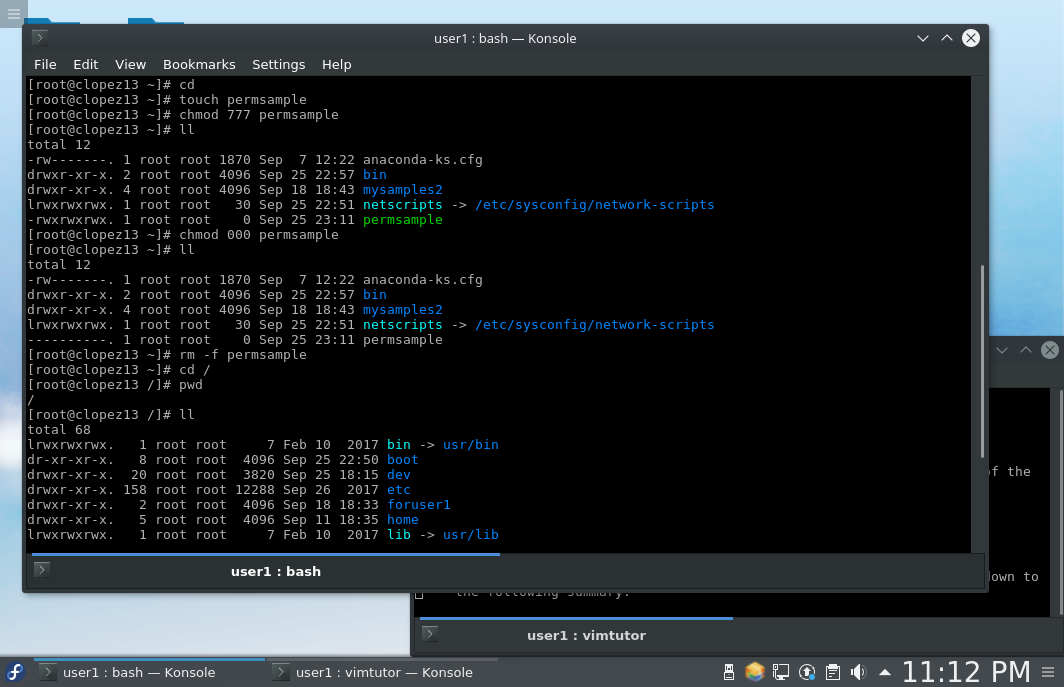 user1 : bash — Konsole
File Edit View Bookmarks Settings Help
[root@clopez13 ~]# cd
[root@clopez13 ~]# touch permsample
[root@clopez13 ~]# chmod 777 permsample
[root@clopez13 ~]# ll
total 12
-rw-------. 1 root root 1870 Sep  7 12:22 anaconda-ks.cfg
drwxr-xr-x. 2 root root 4096 Sep 25 22:57 bin
drwxr-xr-x. 4 root root 4096 Sep 18 18:43 mysamples2
lrwxrwxrwx. 1 root root   30 Sep 25 22:51 netscripts -> /etc/sysconfig/network-scripts
-rwxrwxrwx. 1 root root    0 Sep 25 23:11 permsample
[root@clopez13 ~]# chmod 000 permsample
[root@clopez13 ~]# ll
total 12
-rw-------. 1 root root 1870 Sep  7 12:22 anaconda-ks.cfg
drwxr-xr-x. 2 root root 4096 Sep 25 22:57 bin
drwxr-xr-x. 4 root root 4096 Sep 18 18:43 mysamples2
lrwxrwxrwx. 1 root root   30 Sep 25 22:51 netscripts -> /etc/sysconfig/network-scripts
----------. 1 root root    0 Sep 25 23:11 permsample
[root@clopez13 ~]# rm -f permsample
[root@clopez13 ~]# cd /
[root@clopez13 /]# pwd
/
[root@clopez13 /]# ll
total 68
lrwxrwxrwx.   1 root root     7 Feb 10  2017 bin -> usr/bin
dr-xr-xr-x.   8 root root  4096 Sep 25 22:50 boot
drwxr-xr-x.  20 root root  3820 Sep 25 18:15 dev
drwxr-xr-x. 158 root root 12288 Sep 26  2017 etc
drwxr-xr-x.   2 root root  4096 Sep 18 18:33 foruser1
drwxr-xr-x.   5 root root  4096 Sep 11 18:35 home
lrwxrwxrwx.   1 root root     7 Feb 10  2017 lib -> usr/lib
user1 : bash
of the
down to
the following summary.
user1 : vimtutor
user1 : bash — Konsole
user1 : vimtutor — Konsole
11:12 PM